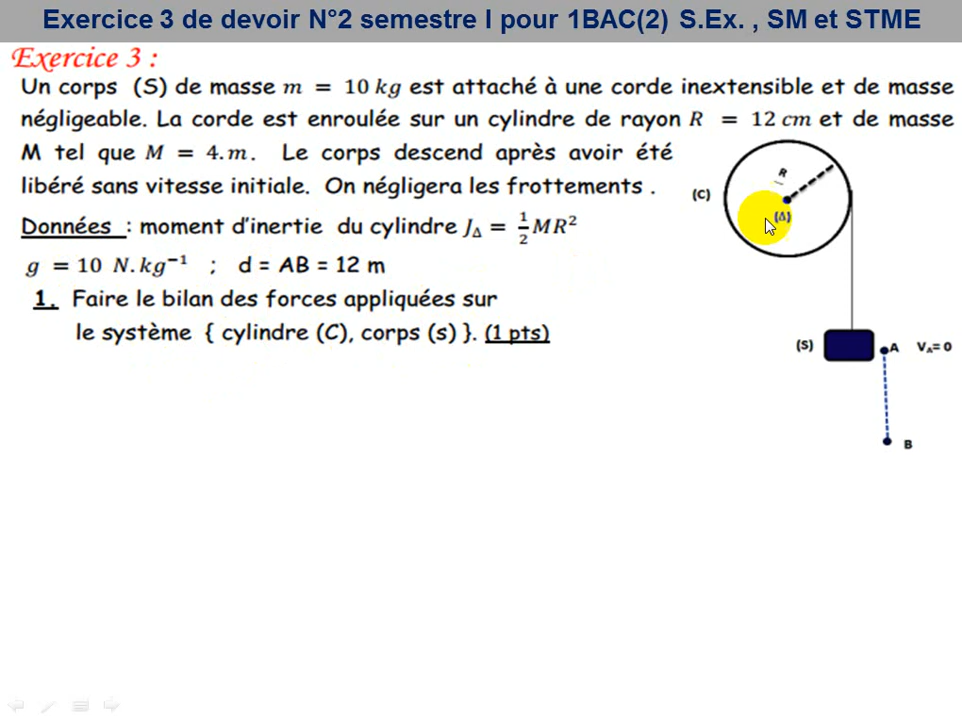 Exercice 3 de devoir N°2 semestre I pour 1BAC(2) S.Ex. , SM et STME
Exercice 3 :
Un corps (S) de masse m = 10 kg est attaché à une corde inextensible et de masse
négligeable. La corde est enroulée sur un cylindre de rayon R = 12 cm et de masse
M tel que M = 4.m. Le corps descend après avoir été
libéré sans vitesse initiale. On négligera les frottements .
Données : moment d'inertie du cylindre J_Δ = 1/2 MR²
g = 10 N.kg⁻¹ ; d = AB = 12 m
1. Faire le bilan des forces appliquées sur
le système { cylindre (C), corps (s) }. (1 pts)
R
(C)
(Δ)
(S)
A V_A= 0
B